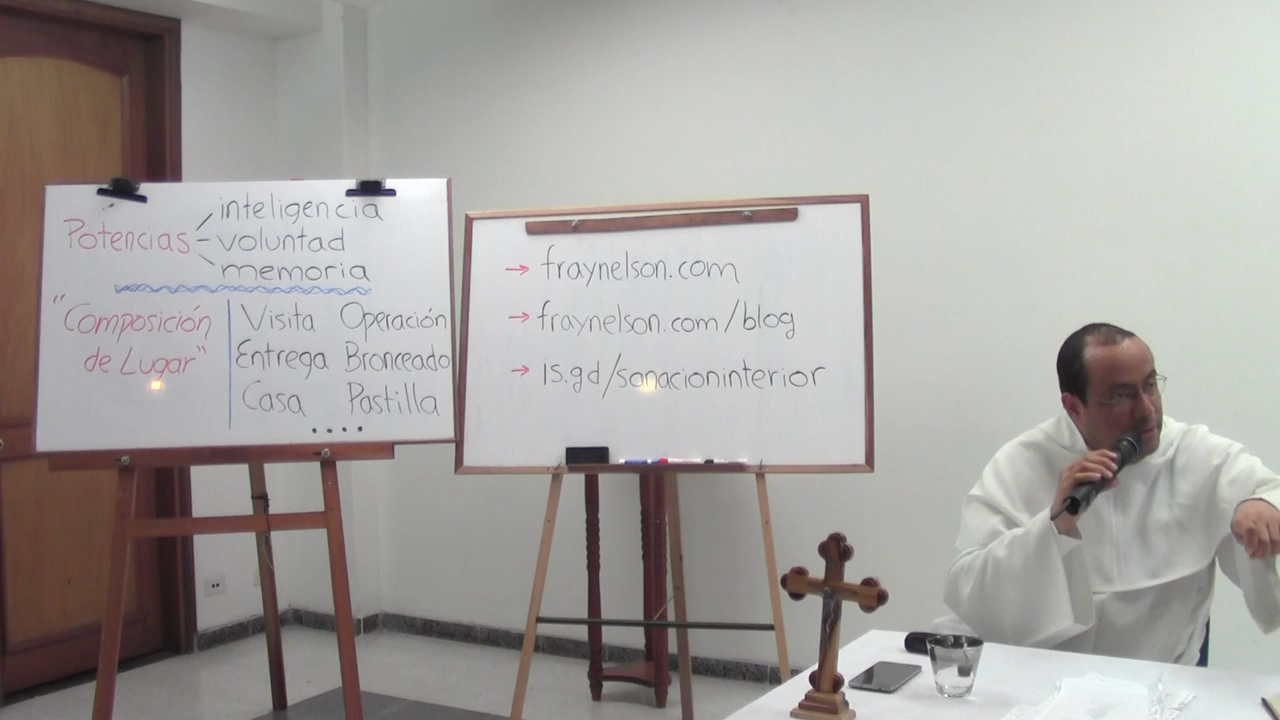 Potencias
inteligencia
voluntad
memoria
"Composición
de Lugar"
Visita Operación
Entrega Bronceado
Casa Pastilla
....
→ fraynelson.com
→ fraynelson.com/blog
→ is.gd/sanacioninterior